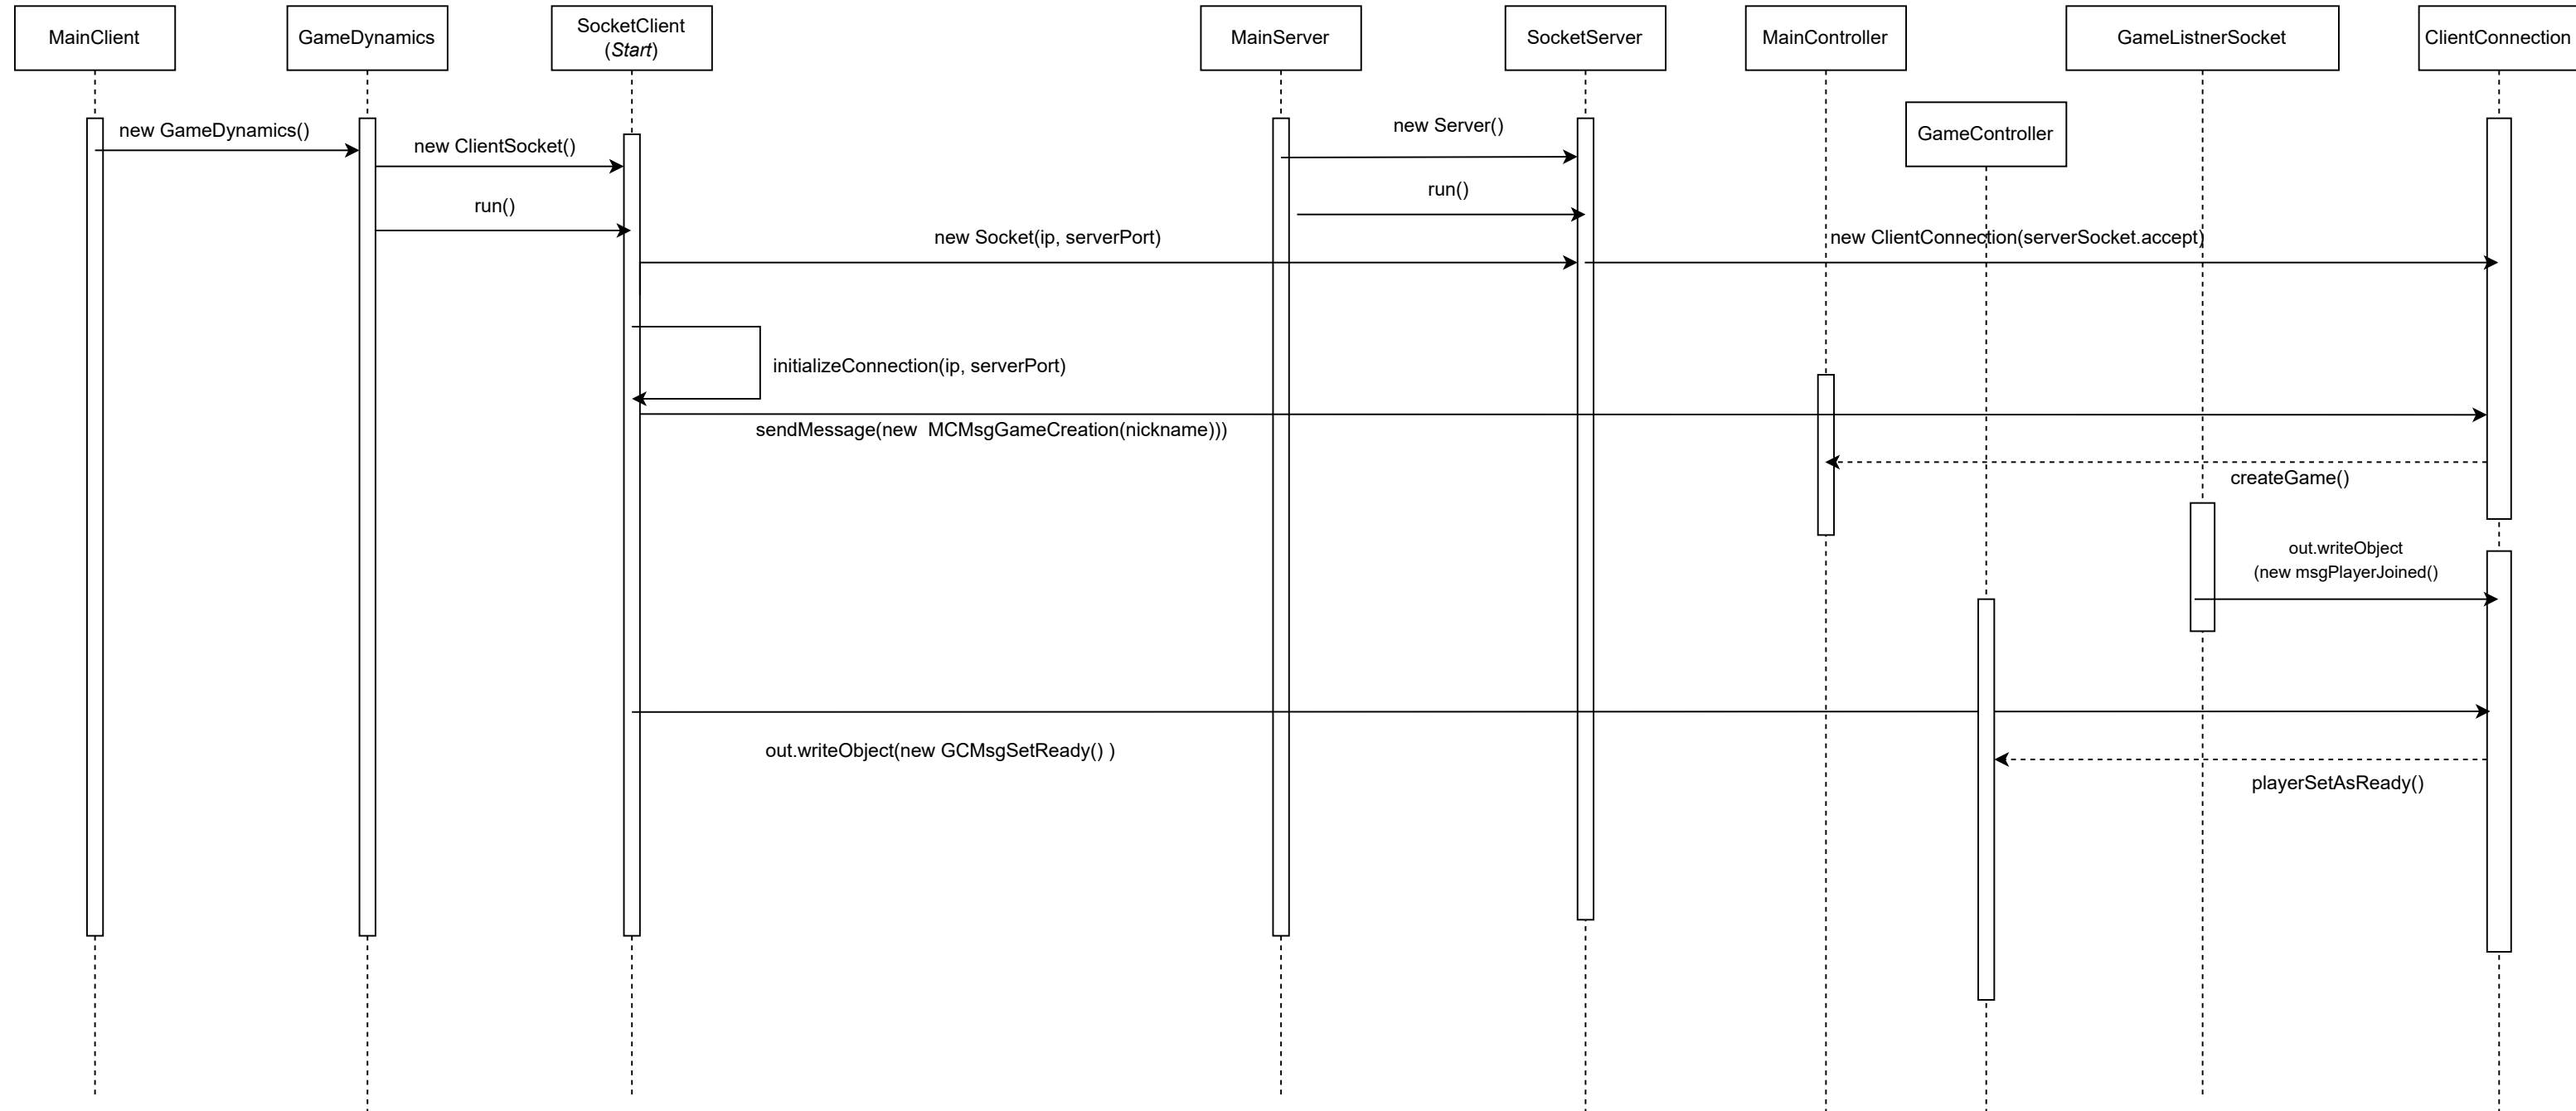 MainClient
GameDynamics
SocketClient
(Start)
MainServer
SocketServer
MainController
GameListnerSocket
ClientConnection
GameController
new GameDynamics()
new ClientSocket()
new Server()
run()
run()
new Socket(ip, serverPort)
new ClientConnection(serverSocket.accept)
initializeConnection(ip, serverPort)
sendMessage(new  MCMsgGameCreation(nickname)))
createGame()
out.writeObject
(new msgPlayerJoined()
out.writeObject(new GCMsgSetReady() )
playerSetAsReady()